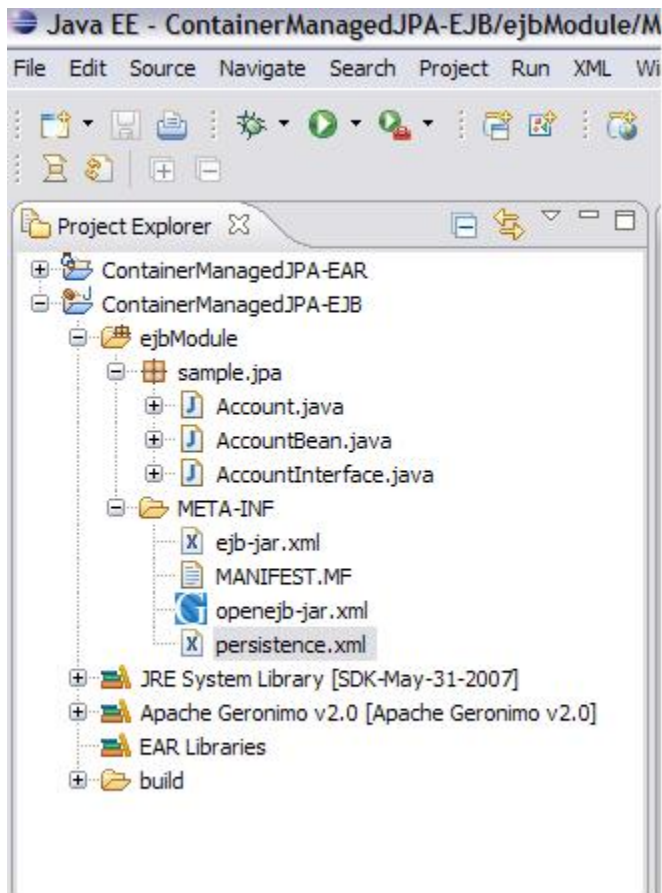 Java EE - ContainerManagedJPA-EJB/ejbModule/M
File Edit Source Navigate Search Project Run XML Wi
Project Explorer
ContainerManagedJPA-EAR
ContainerManagedJPA-EJB
ejbModule
sample.jpa
Account.java
AccountBean.java
AccountInterface.java
META-INF
ejb-jar.xml
MANIFEST.MF
openejb-jar.xml
persistence.xml
JRE System Library [SDK-May-31-2007]
Apache Geronimo v2.0 [Apache Geronimo v2.0]
EAR Libraries
build